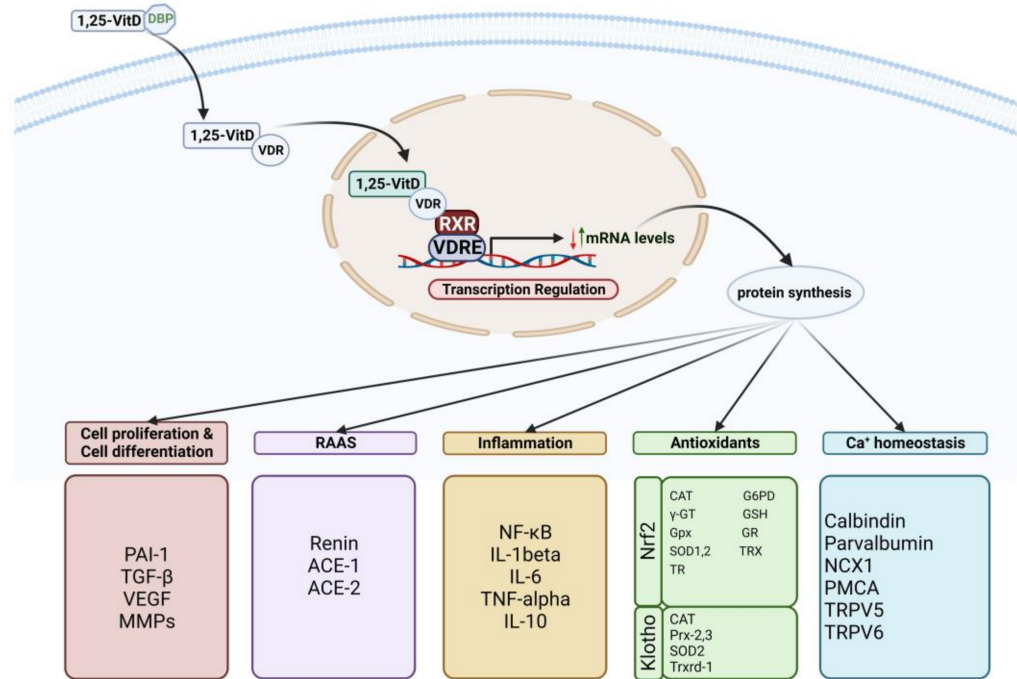 1,25-VitD DBP
1,25-VitD
VDR
1,25-VitD
VDR
RXR
VDRE
mRNA levels
Transcription Regulation
protein synthesis
Cell proliferation &
Cell differentiation
PAI-1
TGF-β
VEGF
MMPs
RAAS
Renin
ACE-1
ACE-2
Inflammation
NF-κB
IL-1beta
IL-6
TNF-alpha
IL-10
Antioxidants
Nrf2
CAT G6PD
γ-GT GSH
Gpx GR
SOD1,2 TRX
TR
Klotho
CAT
Prx-2,3
SOD2
Trxrd-1
Ca⁺ homeostasis
Calbindin
Parvalbumin
NCX1
PMCA
TRPV5
TRPV6